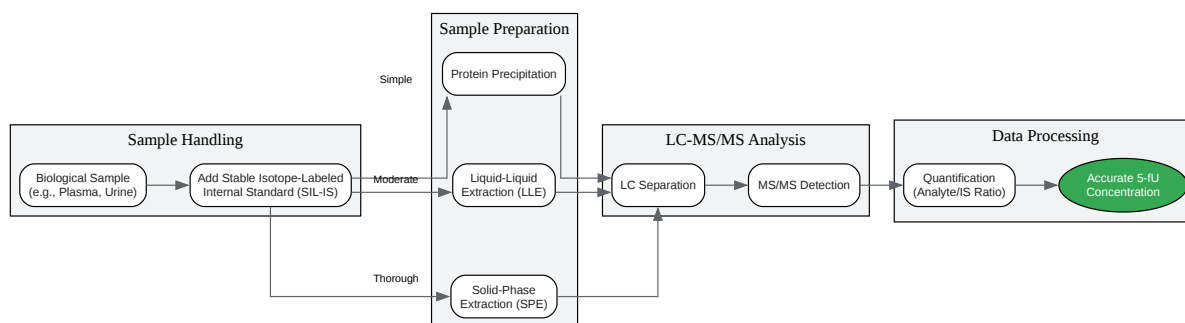 Sample Preparation
Simple
Protein Precipitation
Sample Handling
LC-MS/MS Analysis
Data Processing
Biological Sample
(e.g., Plasma, Urine)
Add Stable Isotope-Labeled
Internal Standard (SIL-IS)
Moderate
Liquid-Liquid
Extraction (LLE)
LC Separation
MS/MS Detection
Quantification
(Analyte/IS Ratio)
Accurate 5-fU
Concentration
Thorough
Solid-Phase
Extraction (SPE)